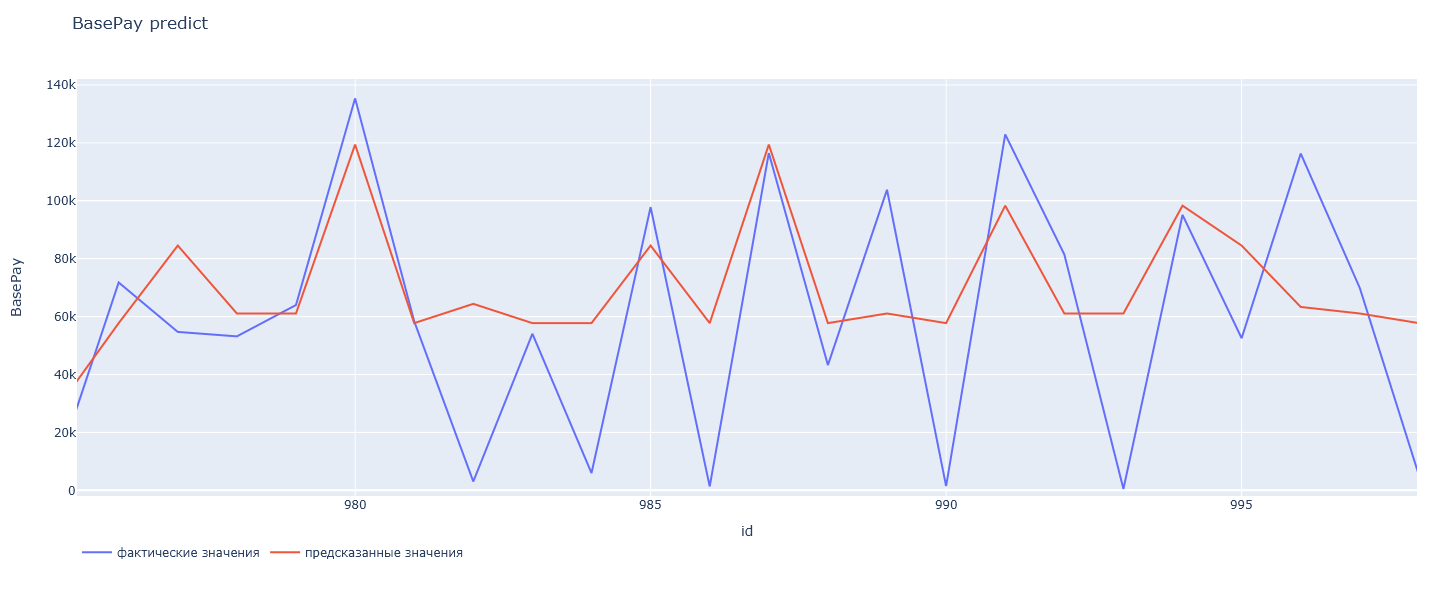 BasePay predict
140k
120k
100k
80k
60k
40k
20k
0
BasePay
980 985 990 995
id
фактические значения предсказанные значения